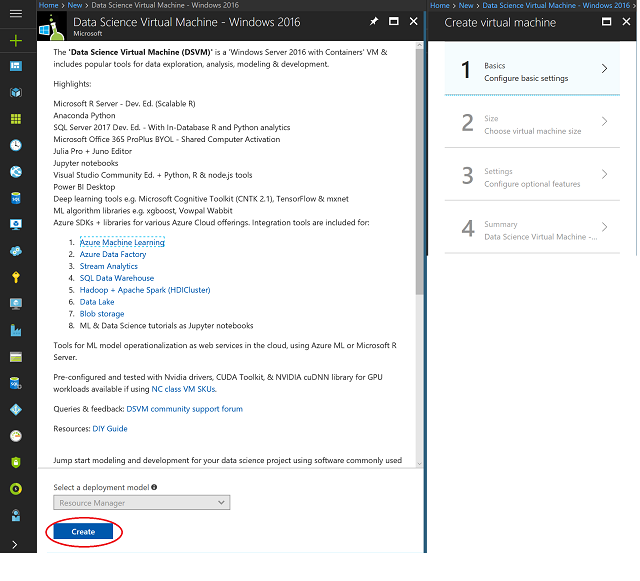 Home > New > Data Science Virtual Machine - Windows 2016
Data Science Virtual Machine - Windows 2016
Microsoft
The 'Data Science Virtual Machine (DSVM)' is a 'Windows Server 2016 with Containers' VM &
includes popular tools for data exploration, analysis, modeling & development.
Highlights:
Microsoft R Server - Dev. Ed. (Scalable R)
Anaconda Python
SQL Server 2017 Dev. Ed. - With In-Database R and Python analytics
Microsoft Office 365 ProPlus BYOL - Shared Computer Activation
Julia Pro + Juno Editor
Jupyter notebooks
Visual Studio Community Ed. + Python, R & node.js tools
Power BI Desktop
Deep learning tools e.g. Microsoft Cognitive Toolkit (CNTK 2.1), TensorFlow & mxnet
ML algorithm libraries e.g. xgboost, Vowpal Wabbit
Azure SDKs + libraries for various Azure Cloud offerings. Integration tools are included for:
1. Azure Machine Learning
2. Azure Data Factory
3. Stream Analytics
4. SQL Data Warehouse
5. Hadoop + Apache Spark (HDICluster)
6. Data Lake
7. Blob storage
8. ML & Data Science tutorials as Jupyter notebooks
Tools for ML model operationalization as web services in the cloud, using Azure ML or Microsoft R
Server.
Pre-configured and tested with Nvidia drivers, CUDA Toolkit, & NVIDIA cuDNN library for GPU
workloads available if using NC class VM SKUs.
Queries & feedback: DSVM community support forum
Resources: DIY Guide
Jump start modeling and development for your data science project using software commonly used
Select a deployment model
Resource Manager
Create
Home > New > Data Science Virtual Machine - Windows 2016 >
Create virtual machine
1 Basics
Configure basic settings
2 Size
Choose virtual machine size
3 Settings
Configure optional features
4 Summary
Data Science Virtual Machine -...